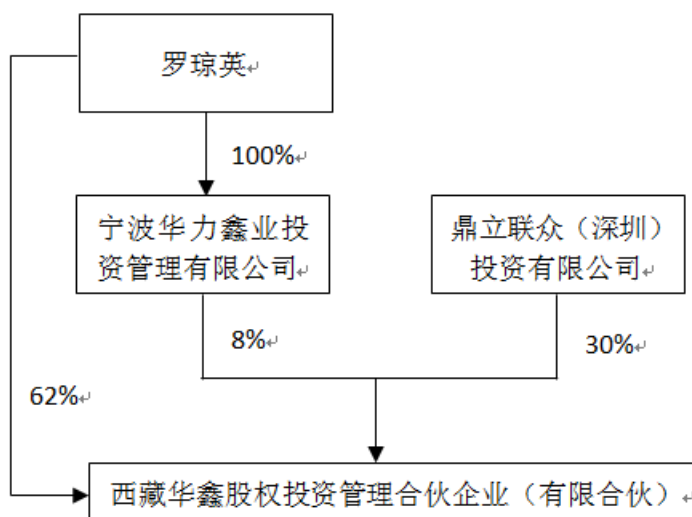 罗琼英
100%
宁波华力鑫业投
资管理有限公司
鼎立联众（深圳）
投资有限公司
8%
30%
62%
西藏华鑫股权投资管理合伙企业（有限合伙）